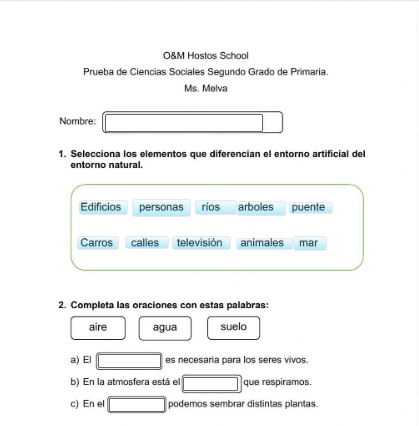 O&M Hostos School
Prueba de Ciencias Sociales Segundo Grado de Primaria.
Ms. Melva
Nombre:
1. Selecciona los elementos que diferencian el entorno artificial del
entorno natural.
Edificios personas ríos arboles puente
Carros calles televisión animales mar
2. Completa las oraciones con estas palabras:
aire agua suelo
a) El es necesaria para los seres vivos.
b) En la atmosfera está el que respiramos.
c) En el podemos sembrar distintas plantas.